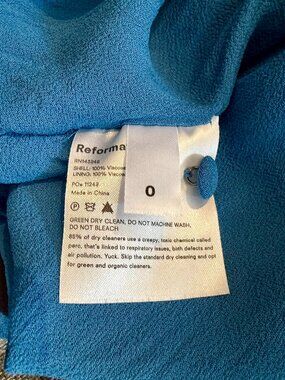 Reforma
RN143346
SHELL: 100% Viscose
LINING: 100% Viscose
PO# 11243
Made in China
0
GREEN DRY CLEAN, DO NOT MACHINE WASH,
DO NOT BLEACH
85% of dry cleaners use a creepy, toxic chemical called
perc, that's linked to respiratory issues, birth defects and
air pollution. Yuck. Skip the standard dry cleaning and opt
for green and organic cleaners.